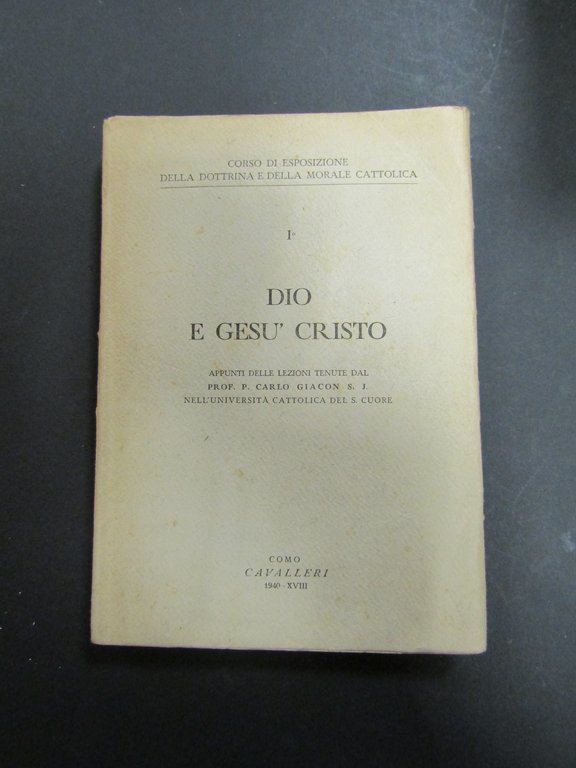 CORSO DI ESPOSIZIONE
DELLA DOTTRINA E DELLA MORALE CATTOLICA
I°
DIO
E GESU' CRISTO
APPUNTI DELLE LEZIONI TENUTE DAL
PROF. P. CARLO GIACON S. J.
NELL'UNIVERSITÀ CATTOLICA DEL S. CUORE
COMO
CAVALLERI
1940 - XVIII